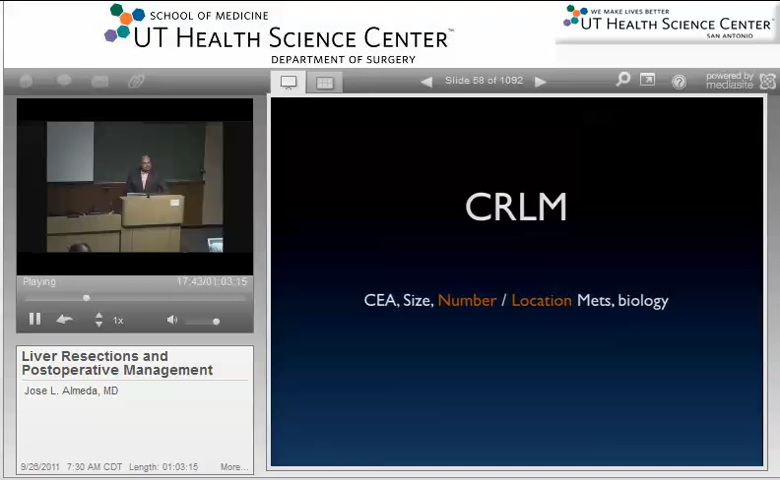 SCHOOL OF MEDICINE
UT HEALTH SCIENCE CENTER™
DEPARTMENT OF SURGERY
WE MAKE LIVES BETTER
UT HEALTH SCIENCE CENTER™
SAN ANTONIO
Slide 58 of 1092
powered by
mediasite
CRLM
CEA, Size, Number / Location Mets, biology
Playing
17:43/01:03:15
1x
Liver Resections and
Postoperative Management
Jose L. Almeda, MD
9/26/2011 7:30 AM CDT Length: 01:03:15 More...